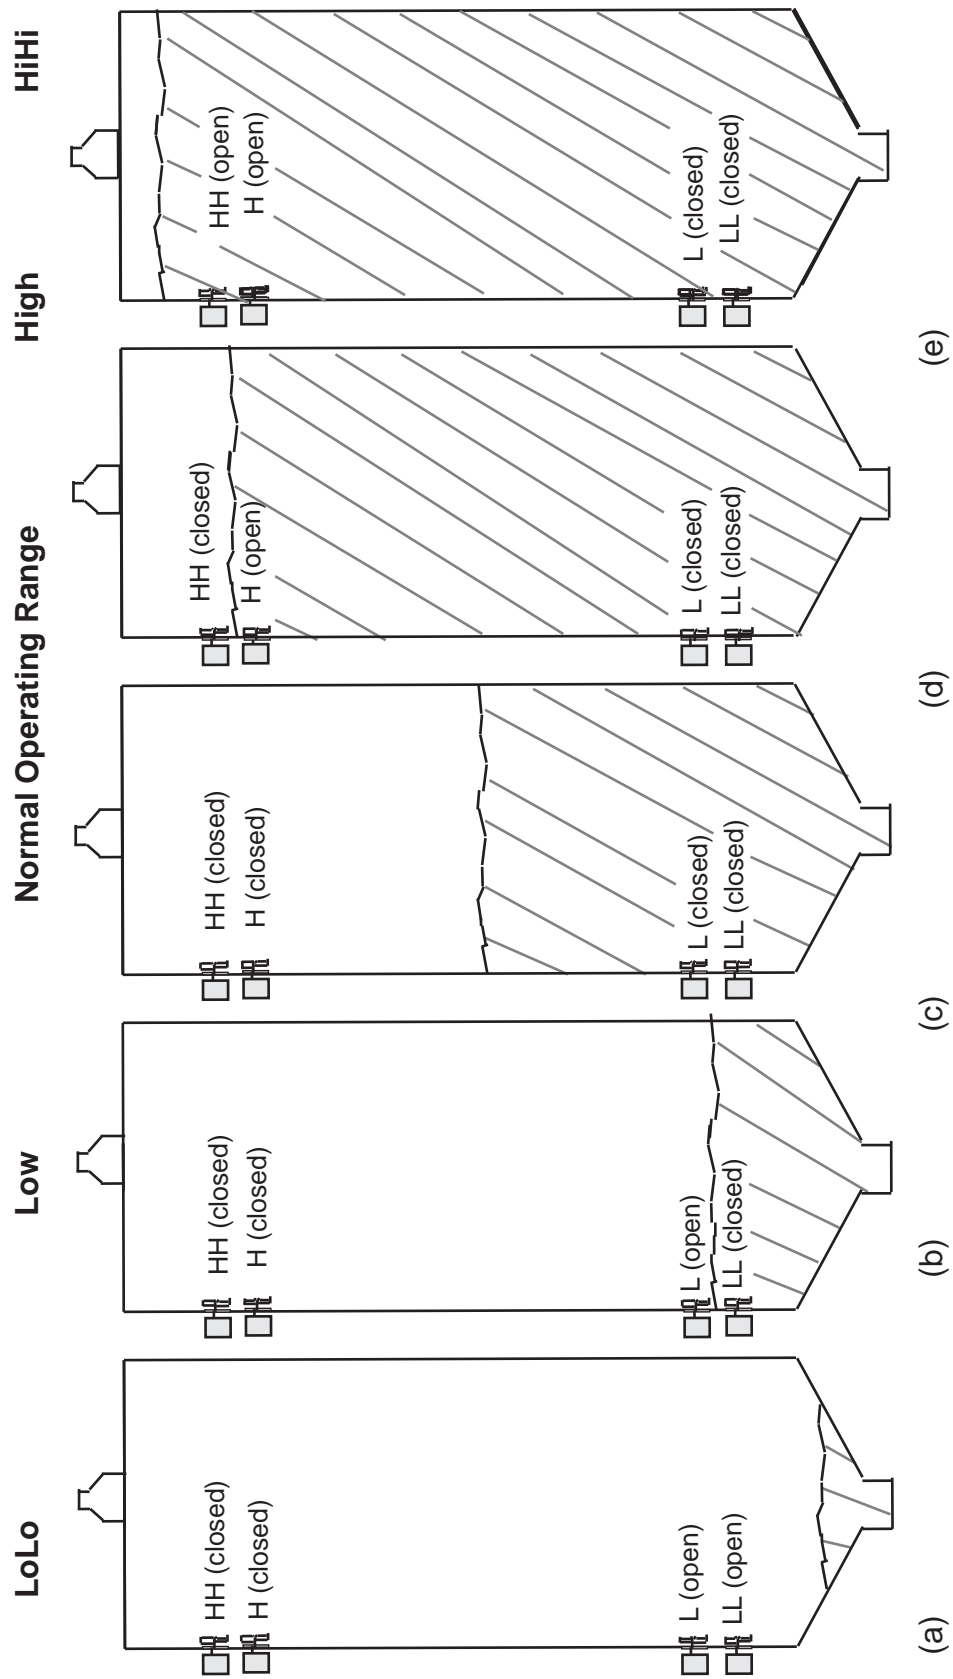 LoLo
Low
Normal Operating Range
High
HiHi
HH (closed)
H (closed)
L (open)
LL (open)
(a)
HH (closed)
H (closed)
L (open)
LL (closed)
(b)
HH (closed)
H (closed)
L (closed)
LL (closed)
(c)
HH (closed)
H (open)
L (closed)
LL (closed)
(d)
HH (open)
H (open)
L (closed)
LL (closed)
(e)